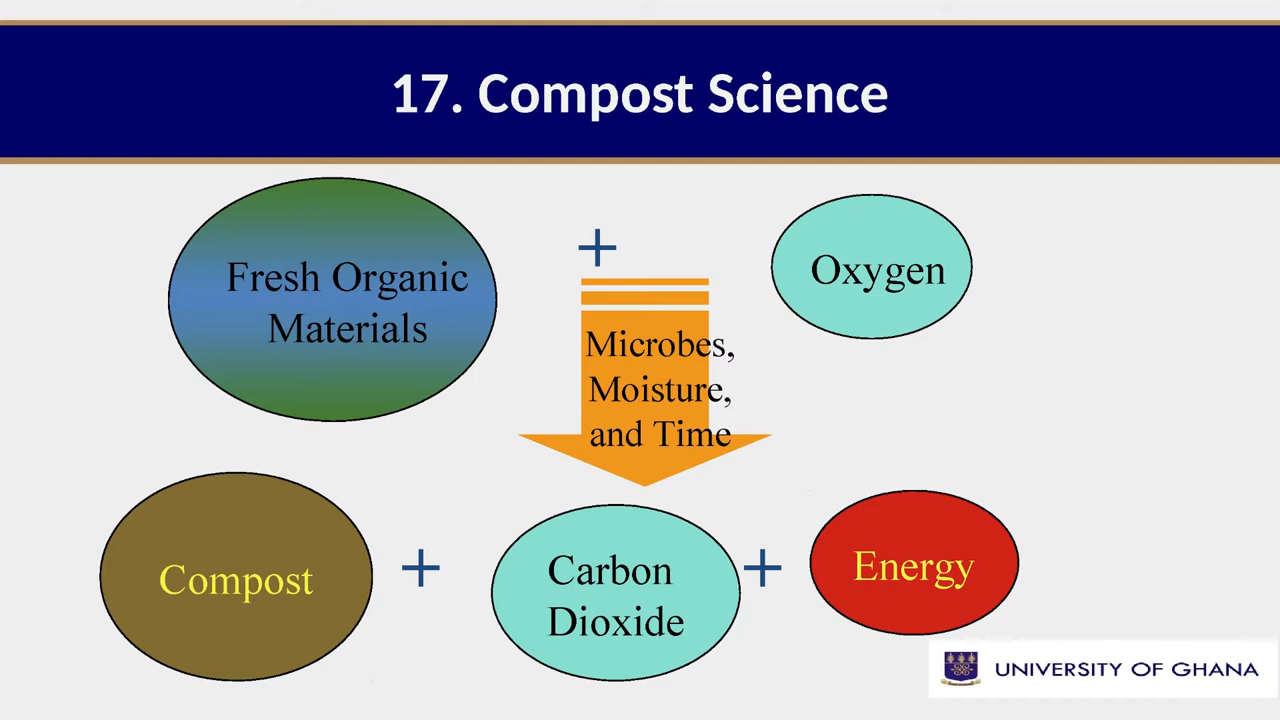 17. Compost Science
Fresh Organic
Materials
+
Oxygen
Microbes,
Moisture,
and Time
Compost
+
Carbon
Dioxide
+
Energy
UNIVERSITY OF GHANA